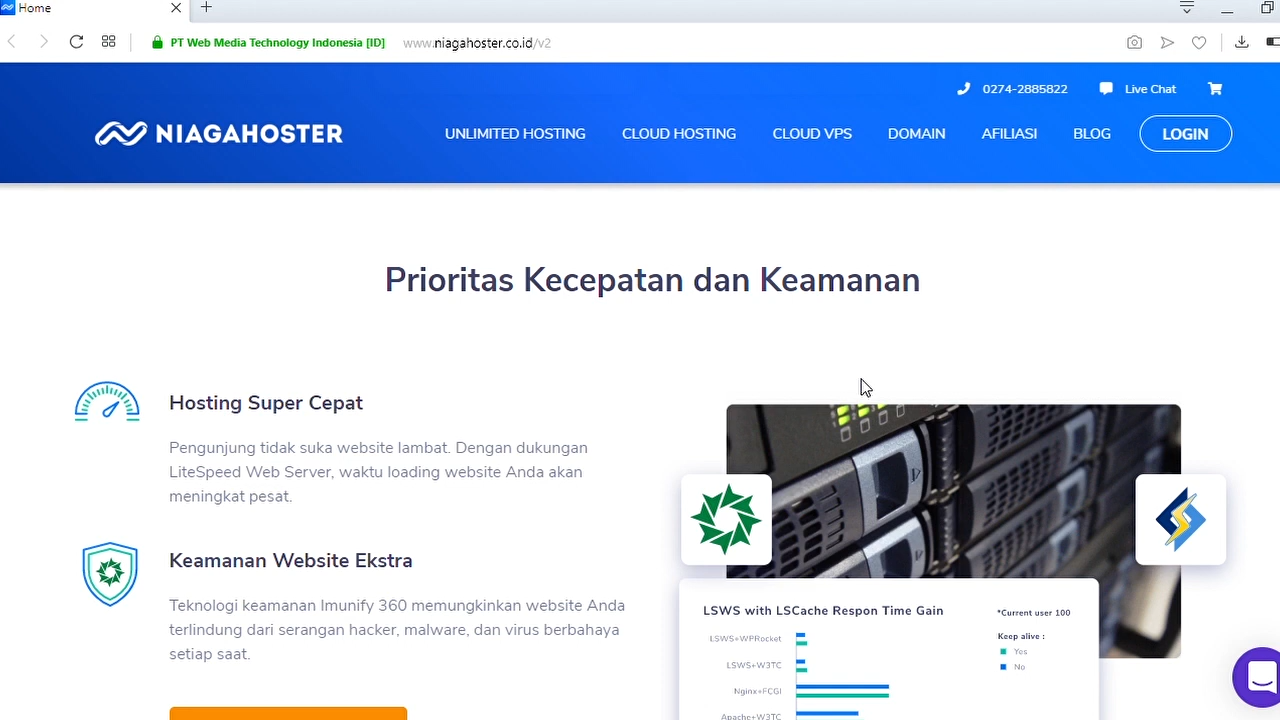 Home
PT Web Media Technology Indonesia [ID]
www.niagahoster.co.id/v2
0274-2885822
Live Chat
NIAGAHOSTER
UNLIMITED HOSTING
CLOUD HOSTING
CLOUD VPS
DOMAIN
AFILIASI
BLOG
LOGIN
Prioritas Kecepatan dan Keamanan
Hosting Super Cepat
Pengunjung tidak suka website lambat. Dengan dukungan
LiteSpeed Web Server, waktu loading website Anda akan
meningkat pesat.
Keamanan Website Ekstra
Teknologi keamanan Imunify 360 memungkinkan website Anda
terlindung dari serangan hacker, malware, dan virus berbahaya
setiap saat.
LSWS with LSCache Respon Time Gain
*Current user 100
Keep alive :
Yes
No
LSWS+WPRocket
LSWS+W3TC
Nginx+FCGI
Apache+W3TC